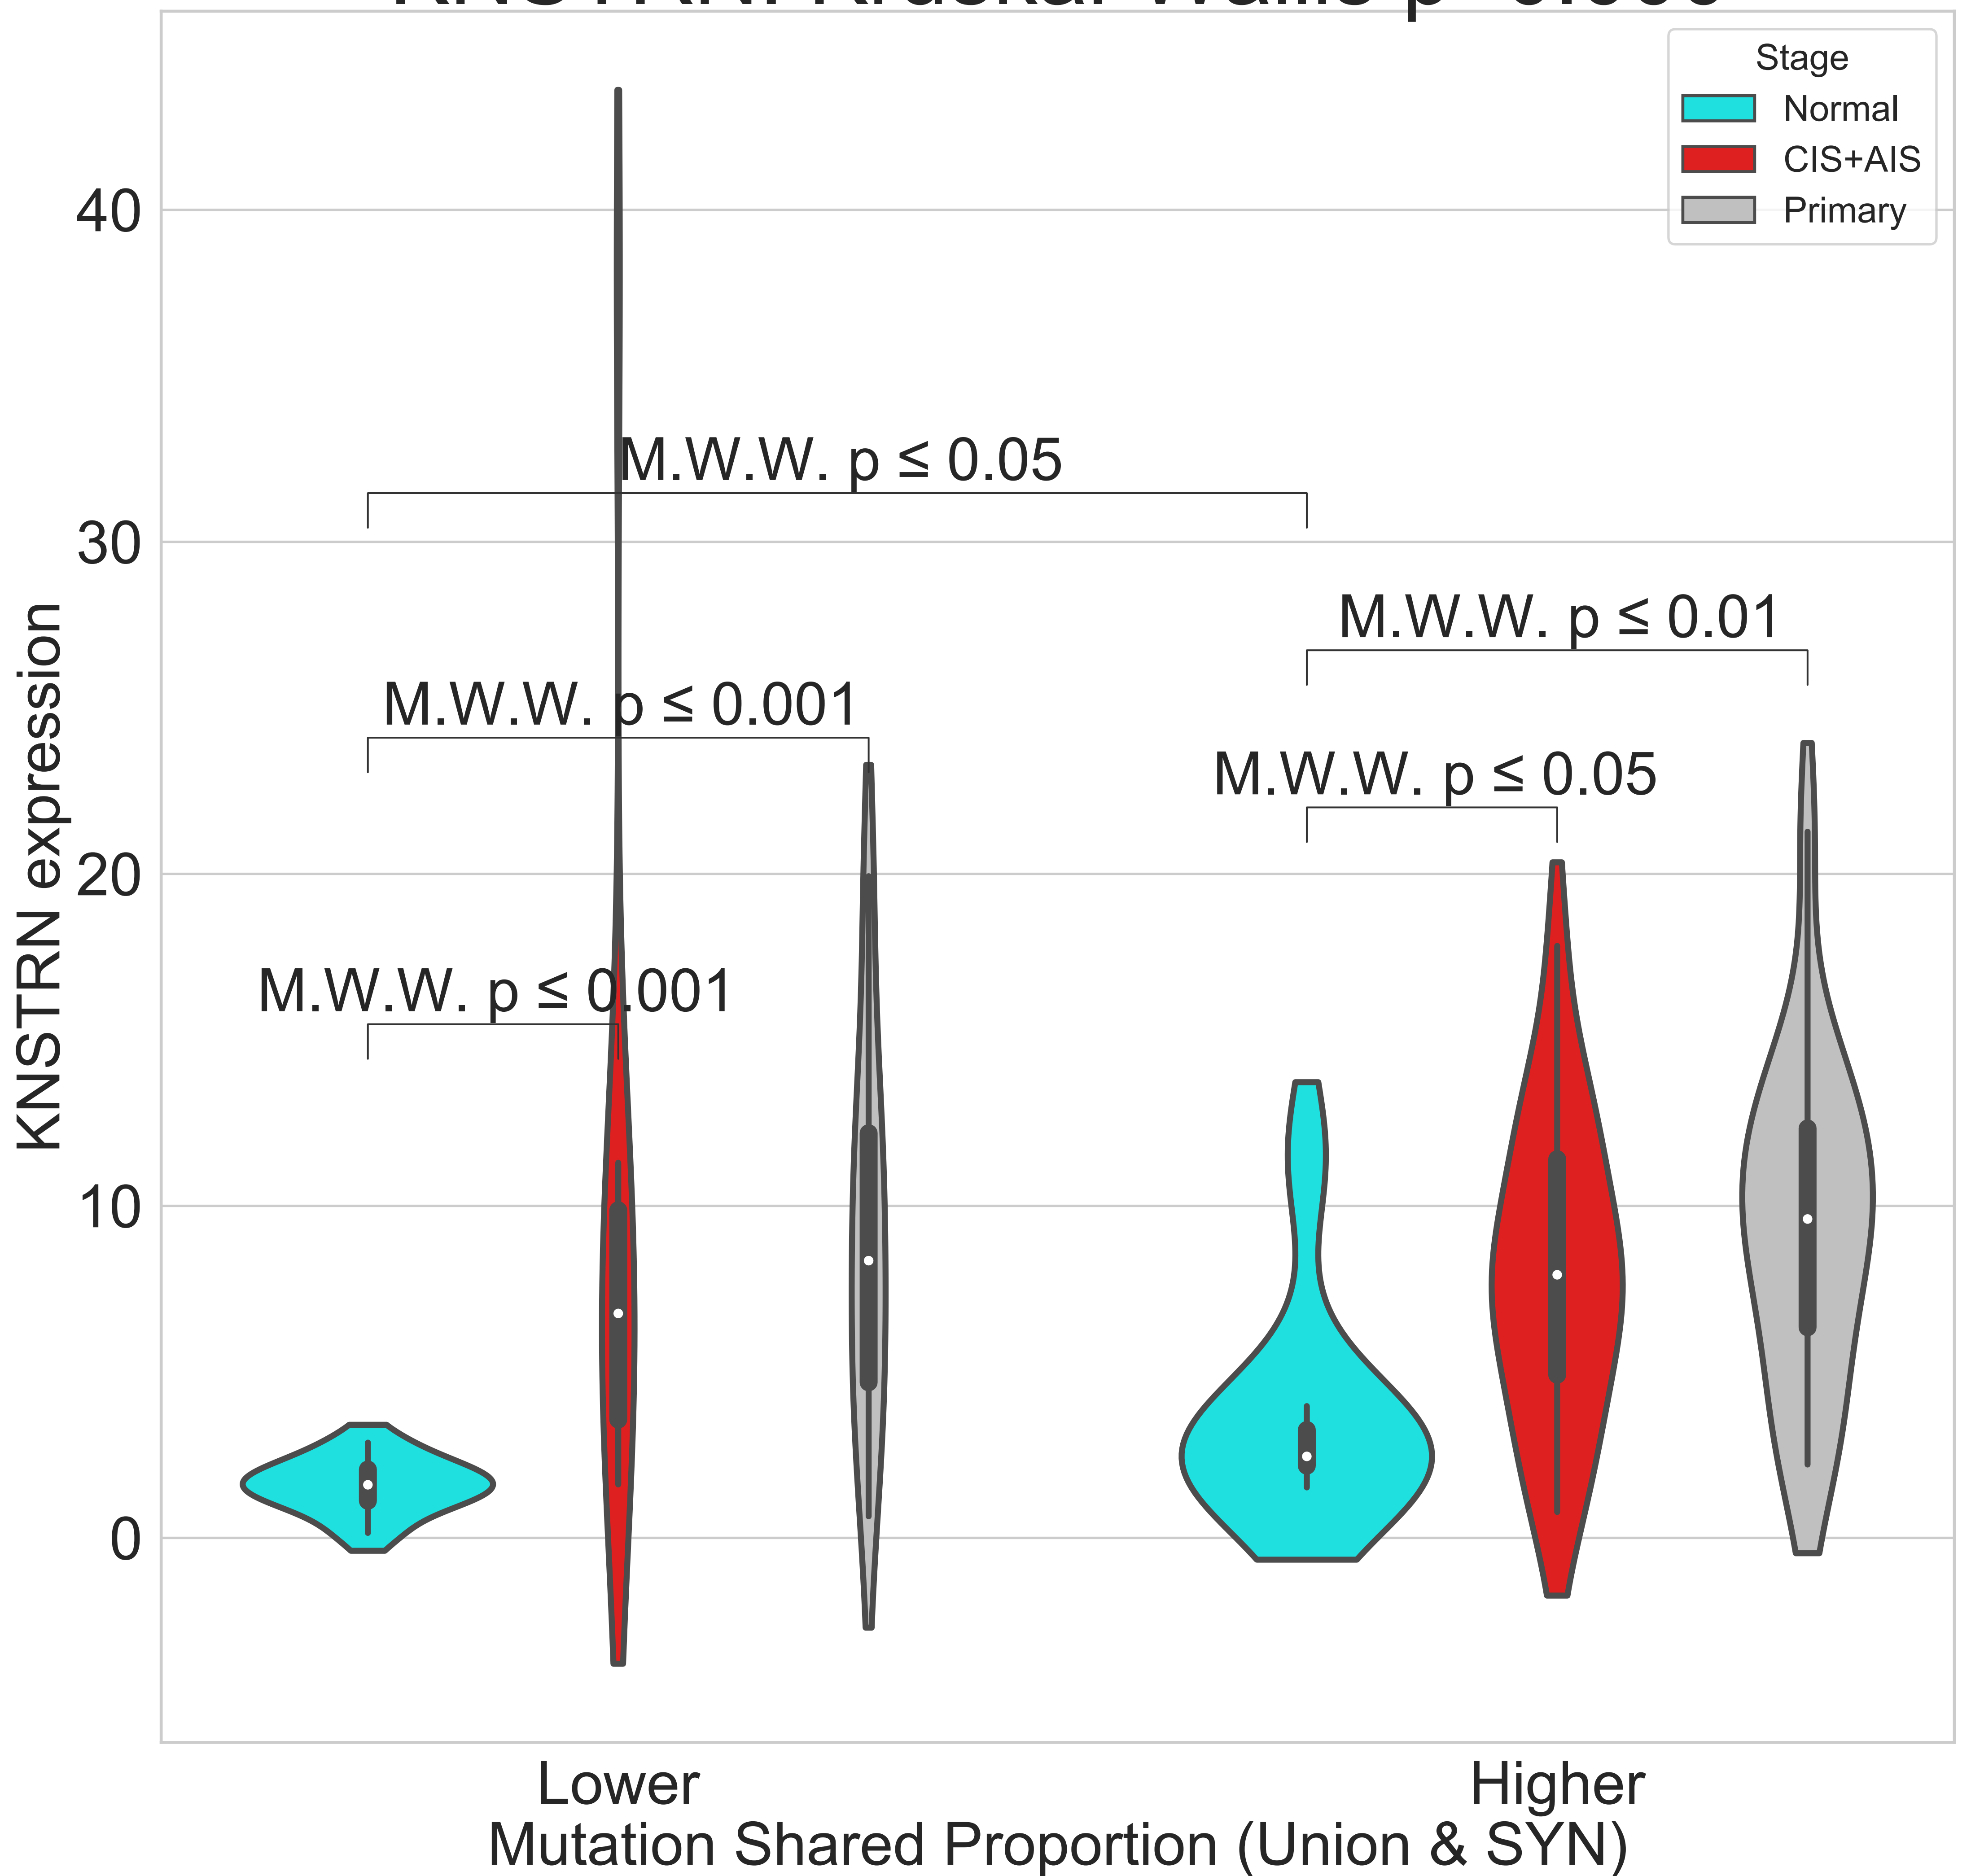 Stage
Normal
CIS+AIS
Primary
40
30
20
10
0
KNSTRN expression
M.W.W. p ≤ 0.05
M.W.W. p ≤ 0.01
M.W.W. p ≤ 0.001
M.W.W. p ≤ 0.05
M.W.W. p ≤ 0.001
Lower
Higher
Mutation Shared Proportion (Union & SYN)